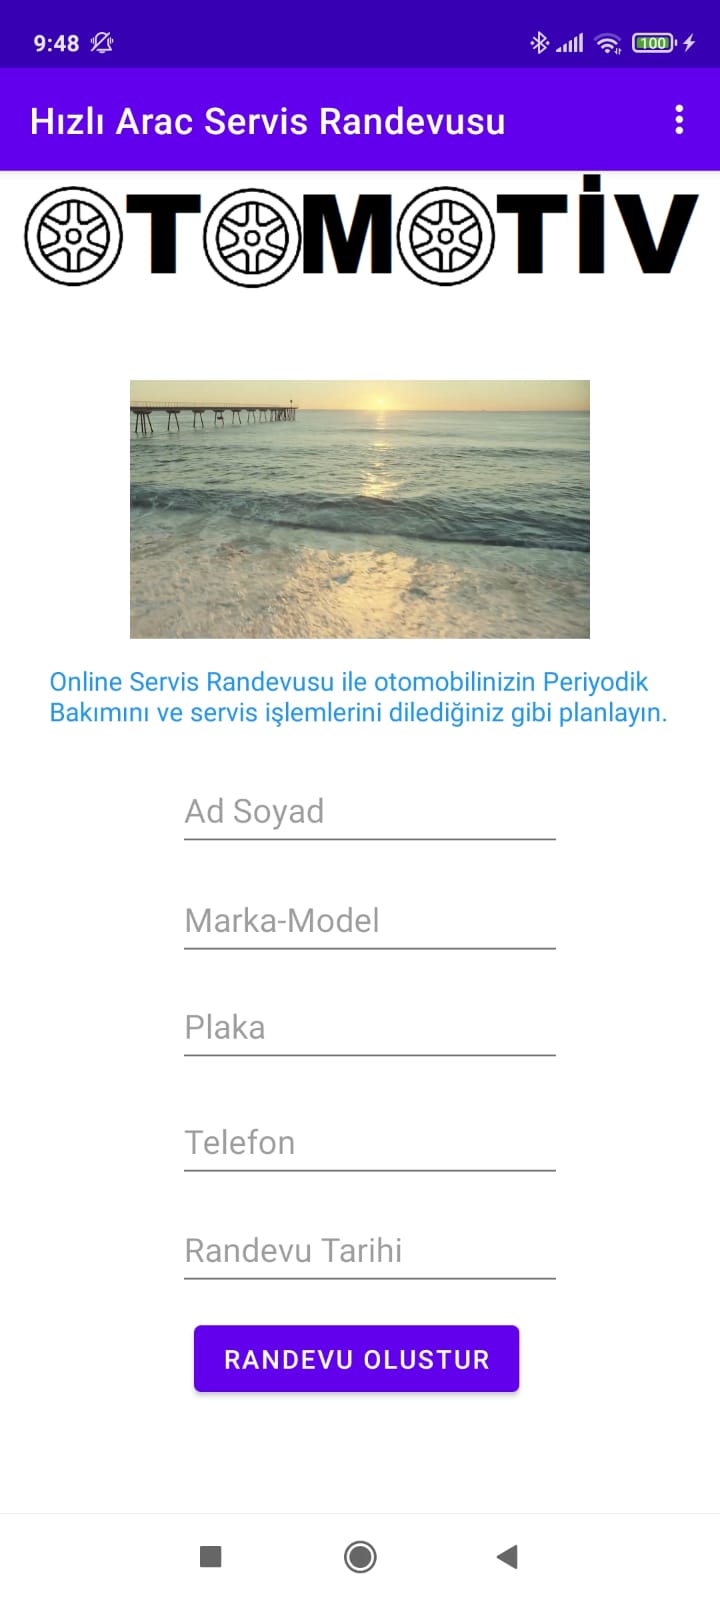 9:48
100
Hızlı Arac Servis Randevusu
OTOMOTİV
Online Servis Randevusu ile otomobilinizin Periyodik
Bakımını ve servis işlemlerini dilediğiniz gibi planlayın.
Ad Soyad
Marka-Model
Plaka
Telefon
Randevu Tarihi
RANDEVU OLUSTUR